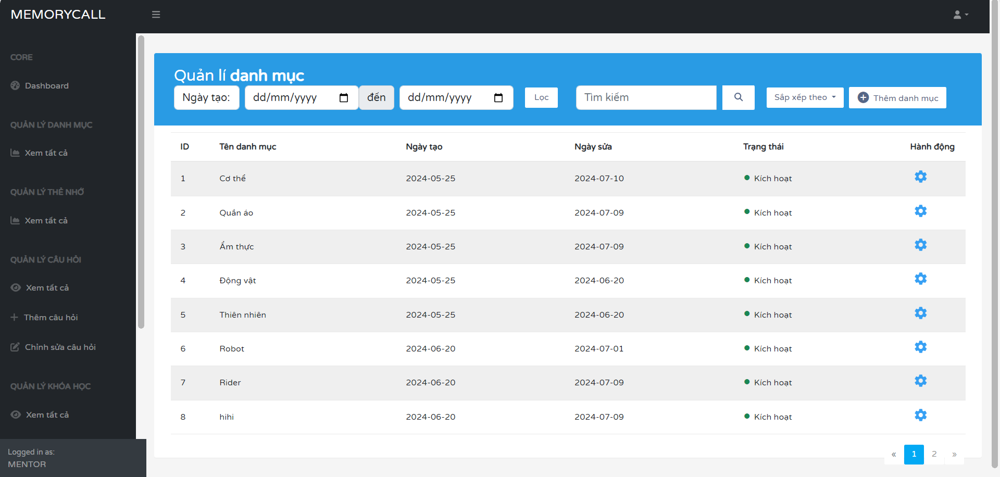 MEMORYCALL
CORE
Dashboard
QUẢN LÝ DANH MỤC
Xem tất cả
QUẢN LÝ THẺ NHỚ
Xem tất cả
QUẢN LÝ CÂU HỎI
Xem tất cả
Thêm câu hỏi
Chỉnh sửa câu hỏi
QUẢN LÝ KHÓA HỌC
Xem tất cả
Logged in as:
MENTOR
Quản lí danh mục
Ngày tạo: dd/mm/yyyy đến dd/mm/yyyy Lọc Tìm kiếm Sắp xếp theo Thêm danh mục
ID Tên danh mục Ngày tạo Ngày sửa Trạng thái Hành động
1 Cơ thể 2024-05-25 2024-07-10 Kích hoạt
2 Quần áo 2024-05-25 2024-07-09 Kích hoạt
3 Ẩm thực 2024-05-25 2024-07-09 Kích hoạt
4 Động vật 2024-05-25 2024-06-20 Kích hoạt
5 Thiên nhiên 2024-05-25 2024-06-20 Kích hoạt
6 Robot 2024-06-20 2024-07-01 Kích hoạt
7 Rider 2024-06-20 2024-07-09 Kích hoạt
8 hihi 2024-06-20 2024-07-09 Kích hoạt
« 1 2 »